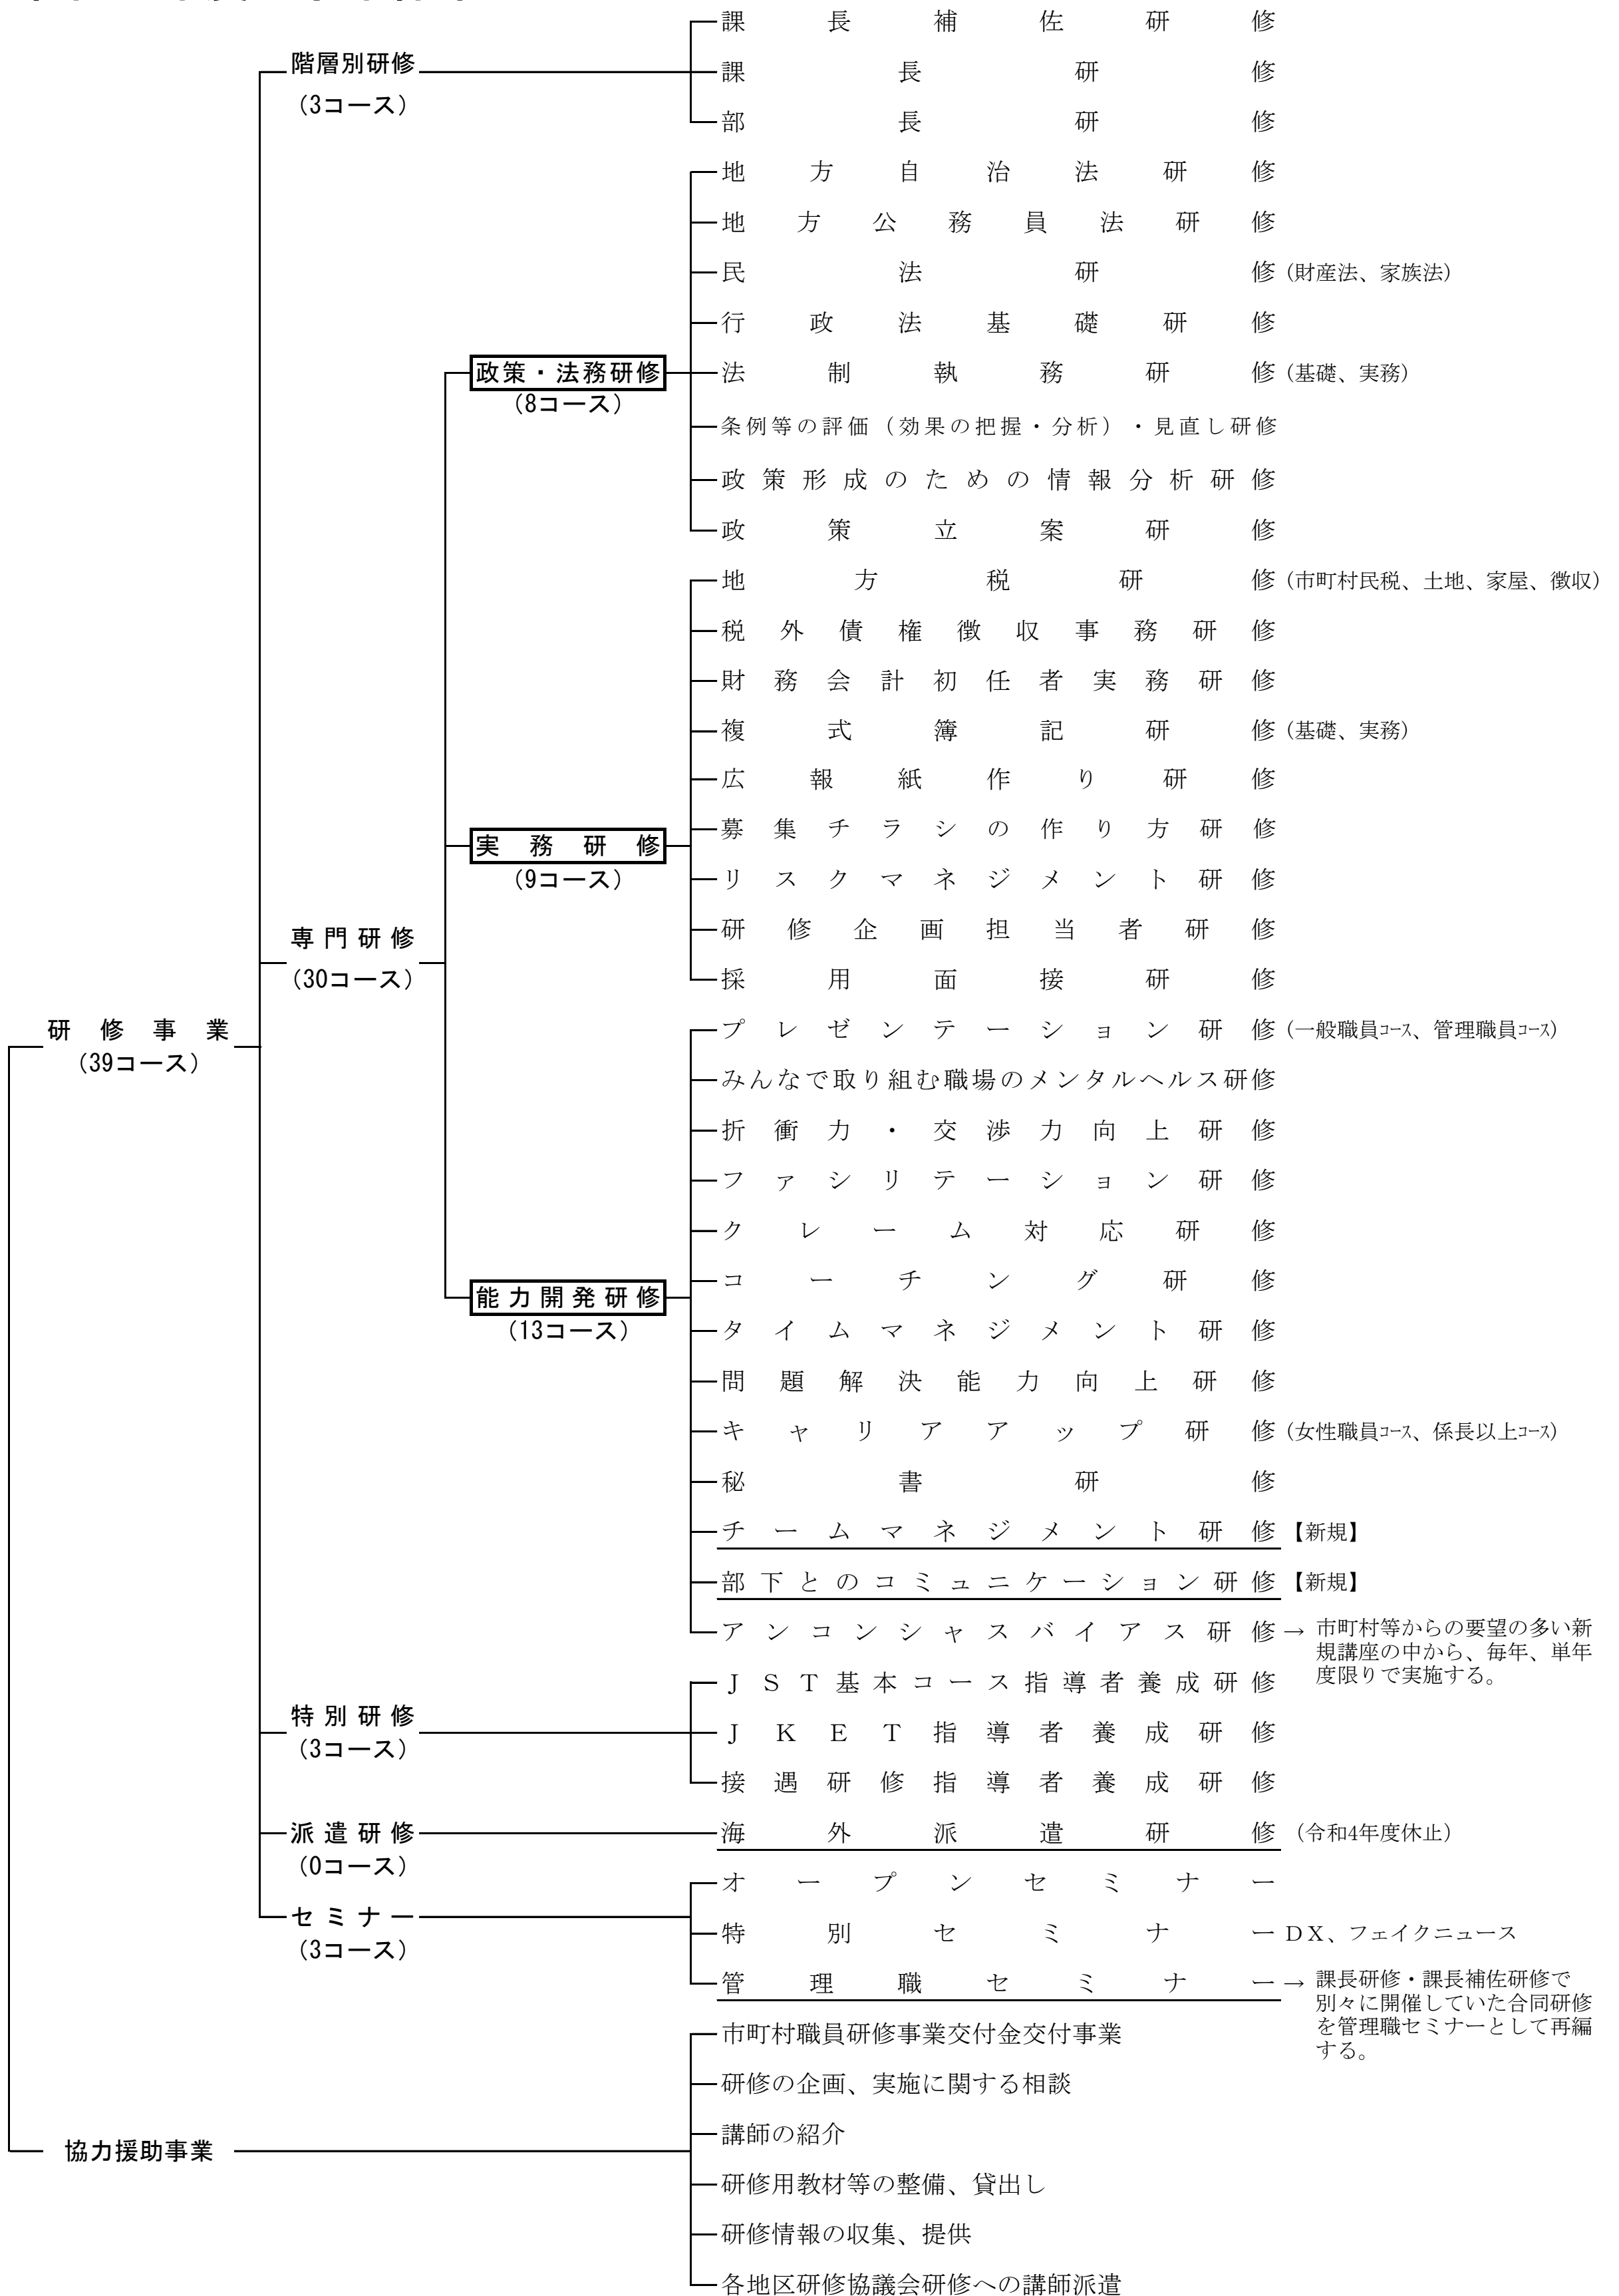 課長補佐研修
階層別研修
(3コース)
課長研修
部長研修
地方自治法研修
地方公務員法研修
民法研修(財産法、家族法)
行政法基礎研修
政策・法務研修
(8コース)
法制執務研修(基礎、実務)
条例等の評価(効果の把握・分析)・見直し研修
政策形成のための情報分析研修
政策立案研修
地方税研修(市町村民税、土地、家屋、徴収)
税外債権徴収事務研修
財務会計初任者実務研修
複式簿記研修(基礎、実務)
広報紙作り研修
募集チラシの作り方研修
実務研修
(9コース)
リスクマネジメント研修
研修企画担当者研修
専門研修
(30コース)
採用面接研修
研修事業
(39コース)
プレゼンテーション研修(一般職員コース、管理職員コース)
みんなで取り組む職場のメンタルヘルス研修
折衝力・交渉力向上研修
ファシリテーション研修
クレーム対応研修
コーチング研修
能力開発研修
(13コース)
タイムマネジメント研修
問題解決能力向上研修
キャリアアップ研修(女性職員コース、係長以上コース)
秘書研修
チームマネジメント研修【新規】
部下とのコミュニケーション研修【新規】
アンコンシャスバイアス研修→
市町村等からの要望の多い新
規講座の中から、毎年、単年
度限りで実施する。
JST基本コース指導者養成研修
特別研修
(3コース)
JKET指導者養成研修
接遇研修指導者養成研修
派遣研修
(0コース)
海外派遣研修(令和4年度休止)
オープンセミナー
セミナー
(3コース)
特別セミナーDX、フェイクニュース
管理職セミナー→
課長研修・課長補佐研修で
別々に開催していた合同研修
を管理職セミナーとして再編
する。
市町村職員研修事業交付金交付事業
研修の企画、実施に関する相談
講師の紹介
協力援助事業
研修用教材等の整備、貸出し
研修情報の収集、提供
各地区研修協議会研修への講師派遣